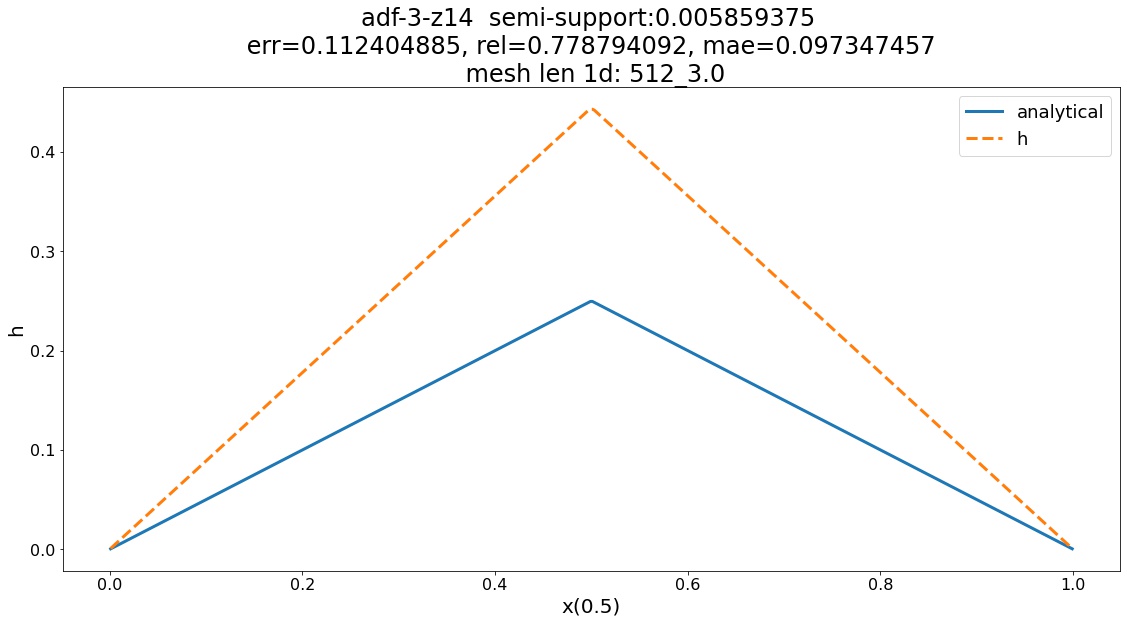 adf-3-z14  semi-support:0.005859375
err=0.112404885, rel=0.778794092, mae=0.097347457
mesh len 1d: 512_3.0
analytical
h
h
0.4
0.3
0.2
0.1
0.0
0.0
0.2
0.4
0.6
0.8
1.0
x(0.5)